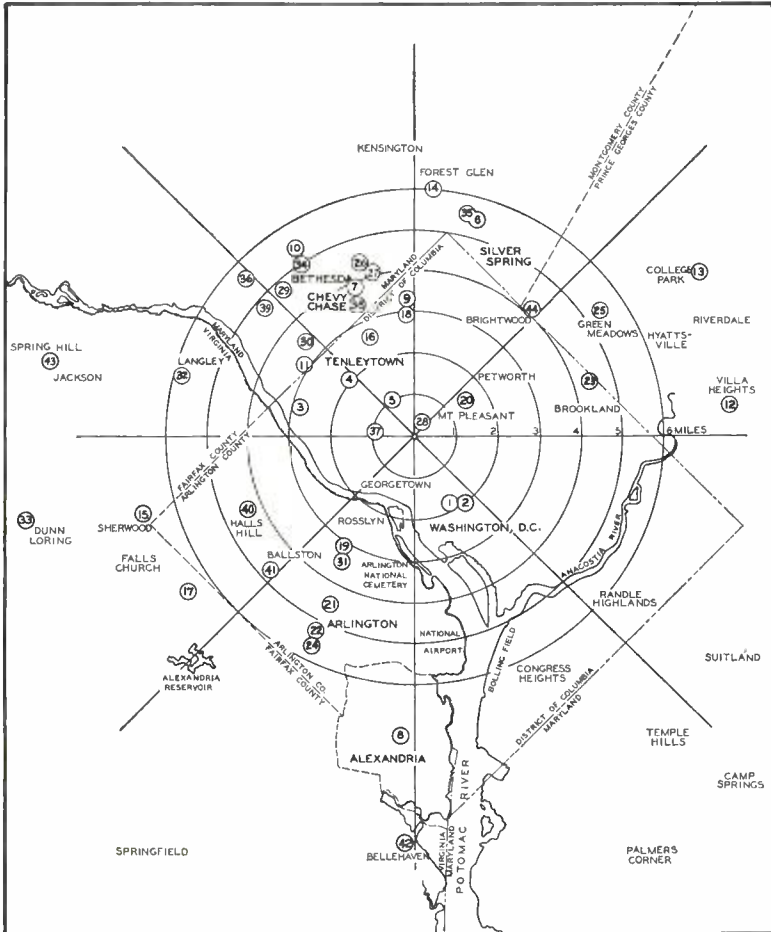 KENSINGTON
MONTGOMERY COUNTY
PRINCE GEORGES COUNTY
FOREST GLEN
14
35
6
10
SILVER
SPRING
MARYLAND
DISTRICT OF COLUMBIA
BETHESDA
36
29
7
CHEVY
CHASE
9
39
18
COLLEGE
PARK
13
44
25
BRIGHTWOOD
GREEN
MEADOWS
RIVERDALE
HYATTS-
VILLE
MARYLAND
VIRGINIA
16
30
TENLEYTOWN
11
SPRING HILL
43
JACKSON
LANGLEY
32
4
PETWORTH
23
VILLA
HEIGHTS
12
3
5
20
MT PLEASANT
BROOKLAND
28
37
2 3 4 5 6 MILES
FAIRFAX COUNTY
ARLINGTON COUNTY
GEORGETOWN
1
2
WASHINGTON, D.C.
33
DUNN
LORING
15
SHERWOOD
40
HALLS
HILL
ROSSLYN
19
31
BALLSTON
41
FALLS
CHURCH
ARLINGTON
NATIONAL
CEMETERY
ANACOSTIA RIVER
17
21
22
ARLINGTON
24
RANDLE
HIGHLANDS
NATIONAL
AIRPORT
BOLLING FIELD
ARLINGTON CO.
FAIRFAX COUNTY
ALEXANDRIA
RESERVOIR
CONGRESS
HEIGHTS
SUITLAND
DISTRICT OF COLUMBIA
MARYLAND
8
ALEXANDRIA
TEMPLE
HILLS
CAMP
SPRINGS
POTOMAC RIVER
VIRGINIA
MARYLAND
42
BELLEHAVEN
SPRINGFIELD
PALMERS
CORNER